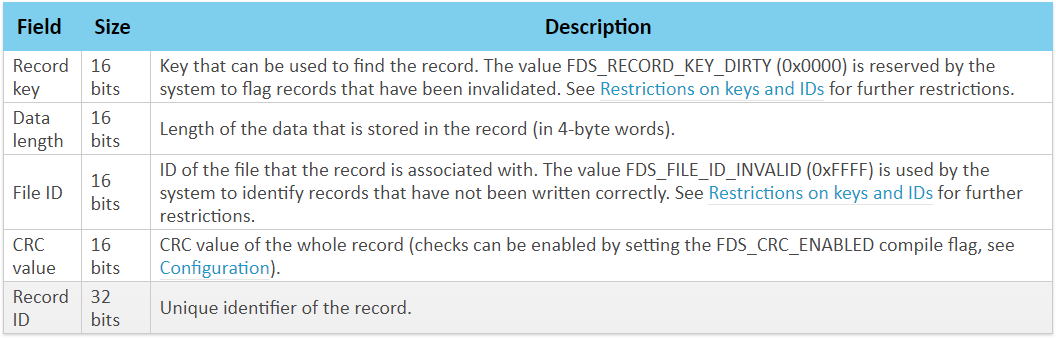 Field Size Description
Record key 16 bits Key that can be used to find the record. The value FDS_RECORD_KEY_DIRTY (0x0000) is reserved by the
system to flag records that have been invalidated. See Restrictions on keys and IDs for further restrictions.
Data length 16 bits Length of the data that is stored in the record (in 4-byte words).
File ID 16 bits ID of the file that the record is associated with. The value FDS_FILE_ID_INVALID (0xFFFF) is used by the
system to identify records that have not been written correctly. See Restrictions on keys and IDs for further
restrictions.
CRC value 16 bits CRC value of the whole record (checks can be enabled by setting the FDS_CRC_ENABLED compile flag, see
Configuration).
Record ID 32 bits Unique identifier of the record.